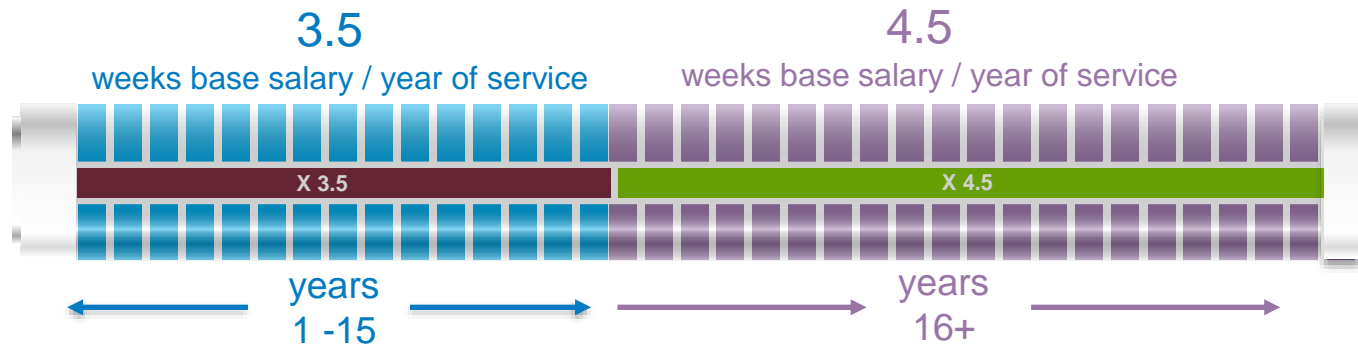 3.5
weeks base salary / year of service
4.5
weeks base salary / year of service
X 3.5
X 4.5
years
1 -15
years
16+